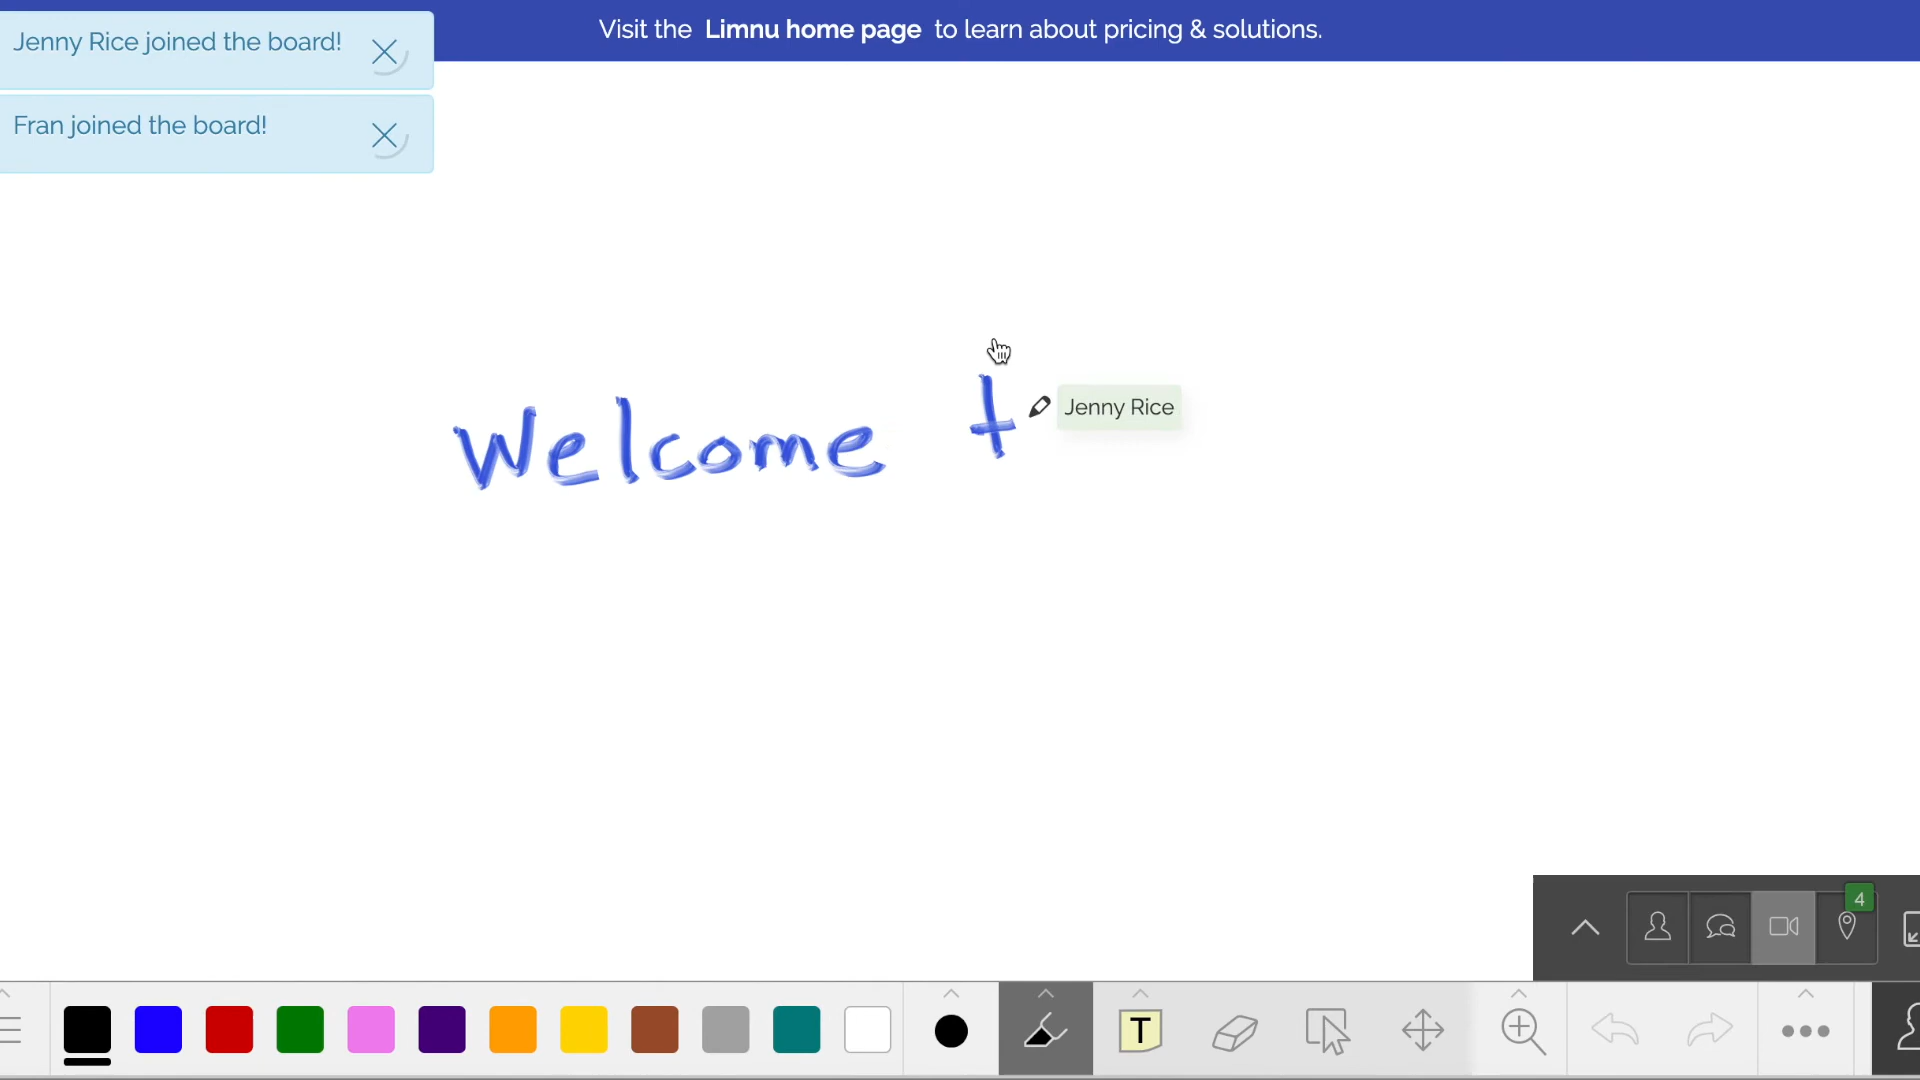 Jenny Rice joined the board!
Visit the Limnu home page to learn about pricing & solutions.
Fran joined the board!
Welcome t
Jenny Rice
4
T